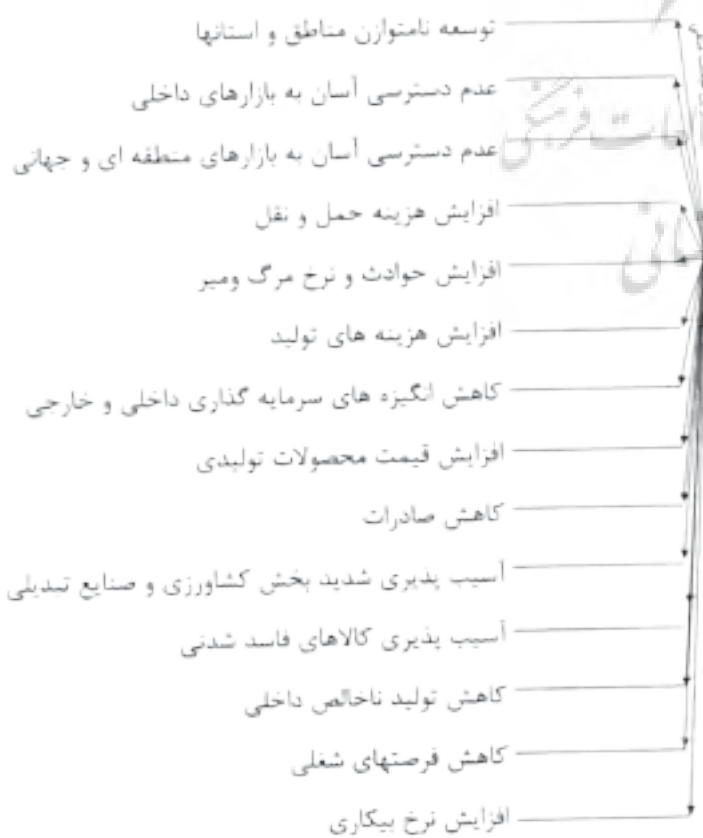 توسعه نامتوازن مناطق و استانها
عدم دسترسی آسان به بازارهای داخلی
عدم دسترسی آسان به بازارهای منطقه ای و جهانی
افزایش هزینه حمل و نقل
افزایش حوادث و نرخ مرگ ومیر
افزایش هزینه های تولید
کاهش انگیزه های سرمایه گذاری داخلی و خارجی
افزایش قیمت محصولات تولیدی
کاهش صادرات
آسیب پذیری شدید بخش کشاورزی و صنایع تبدیلی
آسیب پذیری کالاهای فاسد شدنی
کاهش تولید ناخالص داخلی
کاهش فرصتهای شغلی
افزایش نرخ بیکاری